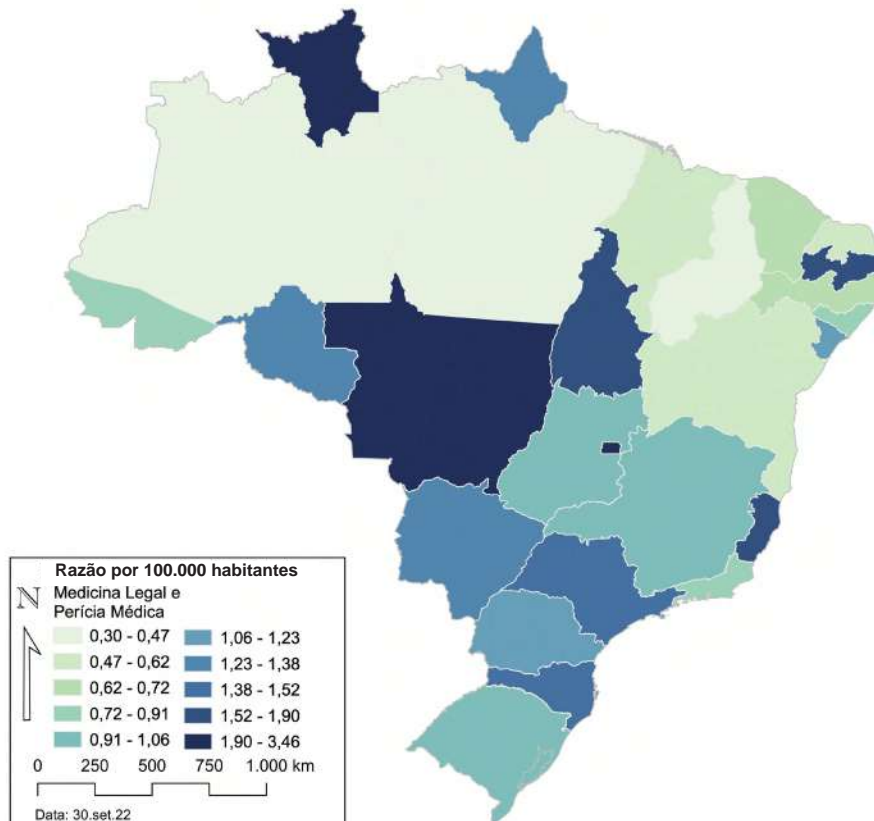 Razão por 100.000 habitantes
N
Medicina Legal e
Perícia Médica
0,30 - 0,47
1,06 - 1,23
0,47 - 0,62
1,23 - 1,38
0,62 - 0,72
1,38 - 1,52
0,72 - 0,91
1,52 - 1,90
0,91 - 1,06
1,90 - 3,46
0 250 500 750 1.000 km
Data: 30.set.22